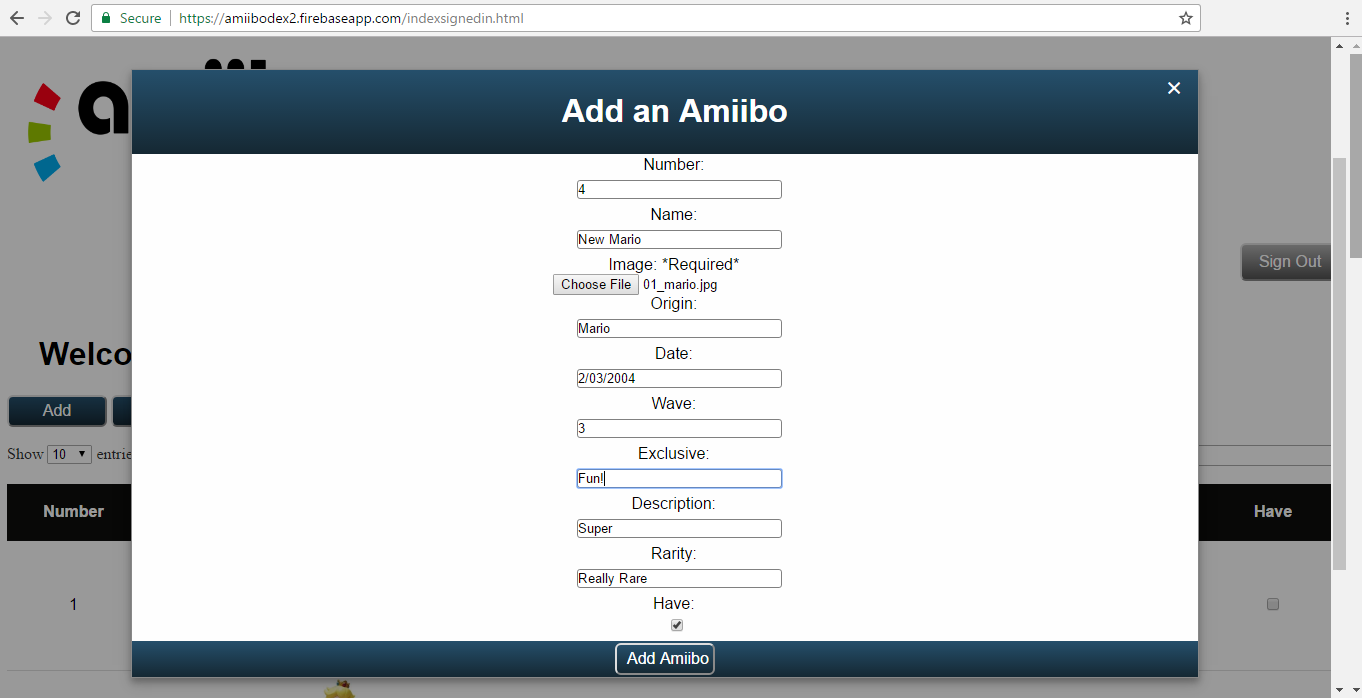 Secure
https://amiibodex2.firebaseapp.com/indexsignedin.html
Add an Amiibo
Number:
4
Name:
New Mario
Image: *Required*
Choose File 01_mario.jpg
Origin:
Mario
Date:
2/03/2004
Wave:
3
Exclusive:
Fun!
Description:
Super
Rarity:
Really Rare
Have:
Add Amiibo
Sign Out
Welco
Add
Show 10 entrie
Number Have
1